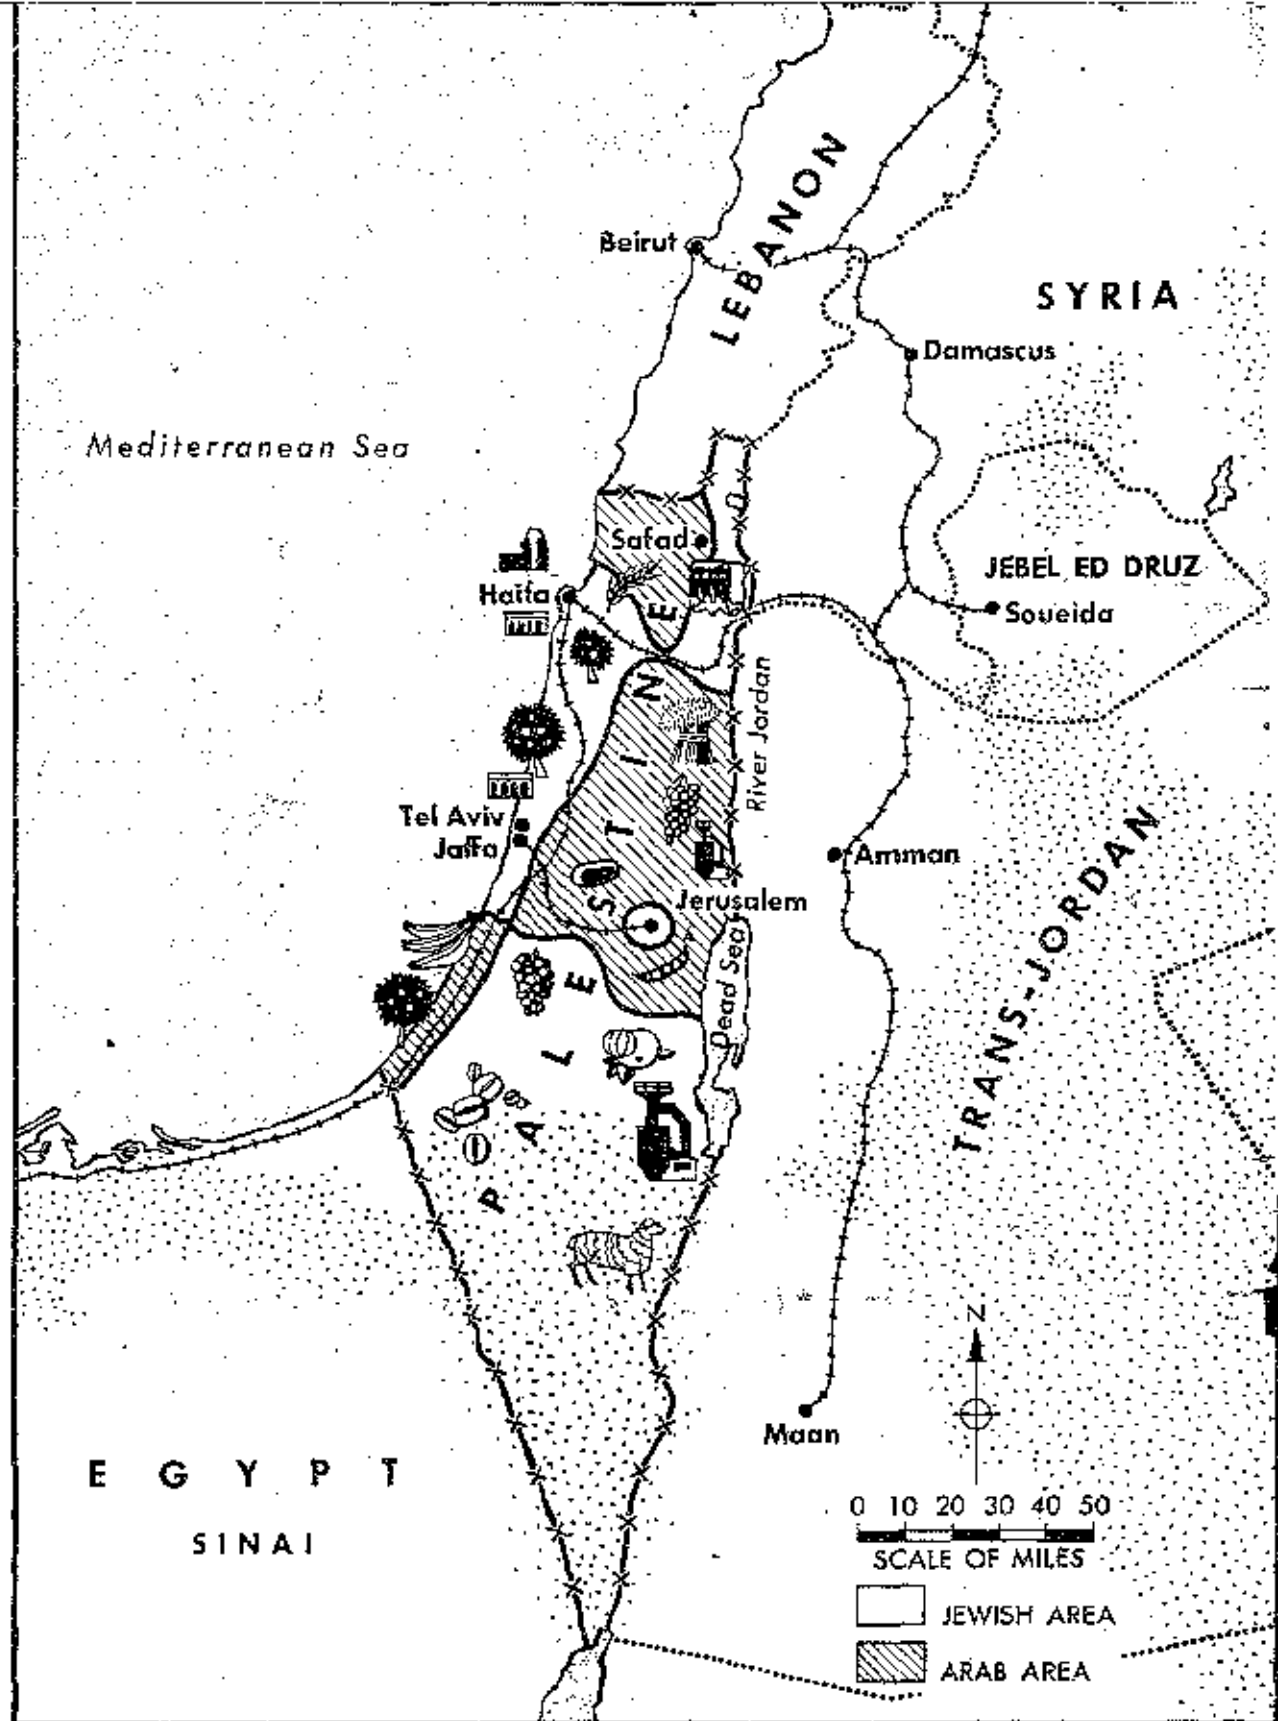 LEBANON
Beirut
SYRIA
Damascus
Mediterranean Sea
Safad
JEBEL ED DRUZ
Haifa
Soueida
River Jordan
Tel Aviv
Jaffa
Amman
Jerusalem
Dead Sea
PALESTINE
TRANS-JORDAN
N
Maan
EGYPT
SINAI
0 10 20 30 40 50
SCALE OF MILES
JEWISH AREA
ARAB AREA